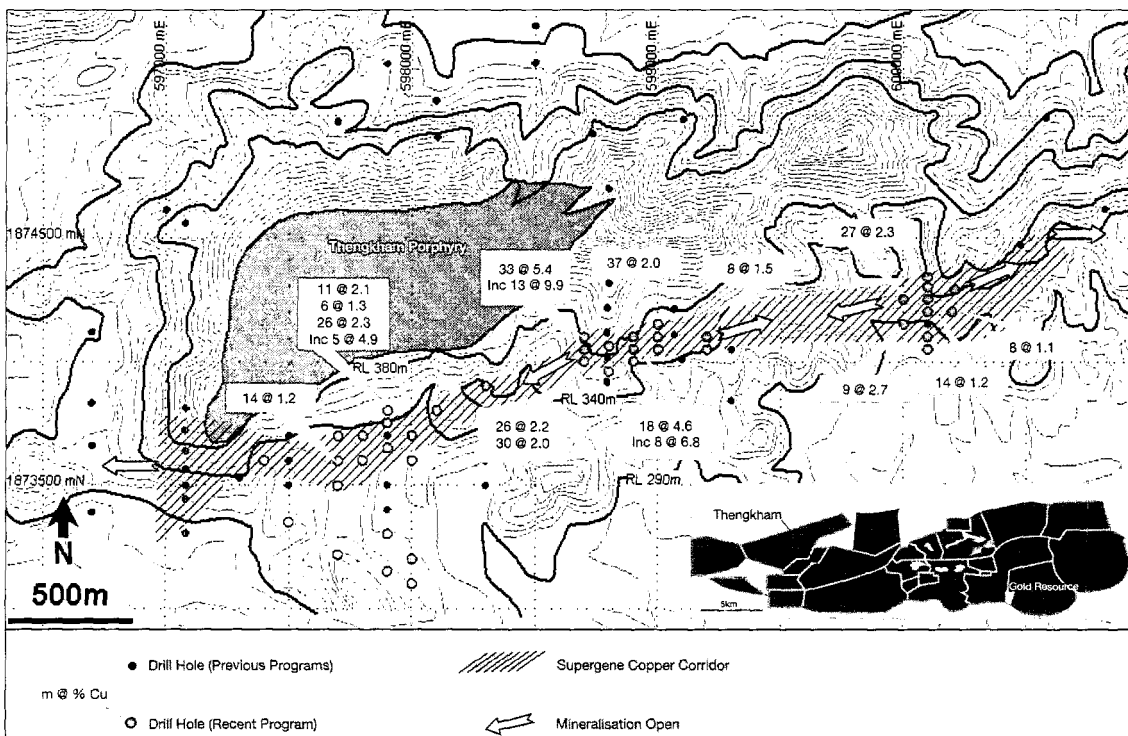 597000 mE
598000 mE
599000 mE
600000 mE
1874500 mN
Thengkham Porphyry
27 @ 2.3
33 @ 5.4
Inc 13 @ 9.9
37 @ 2.0
8 @ 1.5
11 @ 2.1
6 @ 1.3
26 @ 2.3
Inc 5 @ 4.9
RL 380m
8 @ 1.1
14 @ 1.2
RL 340m
9 @ 2.7
14 @ 1.2
26 @ 2.2
30 @ 2.0
18 @ 4.6
Inc 8 @ 6.8
1873500 mN
RL 290m
N
500m
Thengkham
Gold Resource
5km
Drill Hole (Previous Programs)
Supergene Copper Corridor
m @ % Cu
Drill Hole (Recent Program)
Mineralisation Open